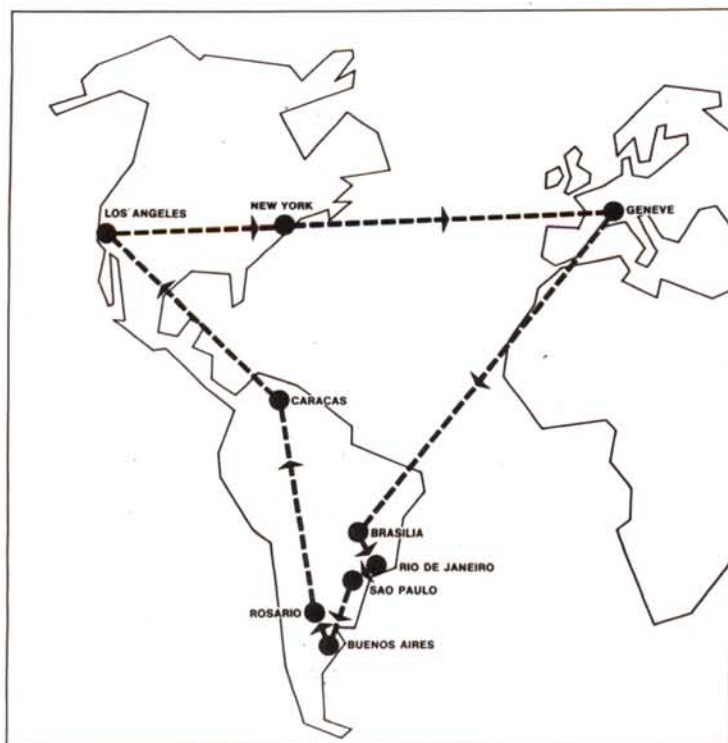 NEW YORK
LOS ANGELES
GENEVE
CARACAS
BRASILIA
RIO DE JANEIRO
SAO PAULO
ROSARIO
BUENOS AIRES